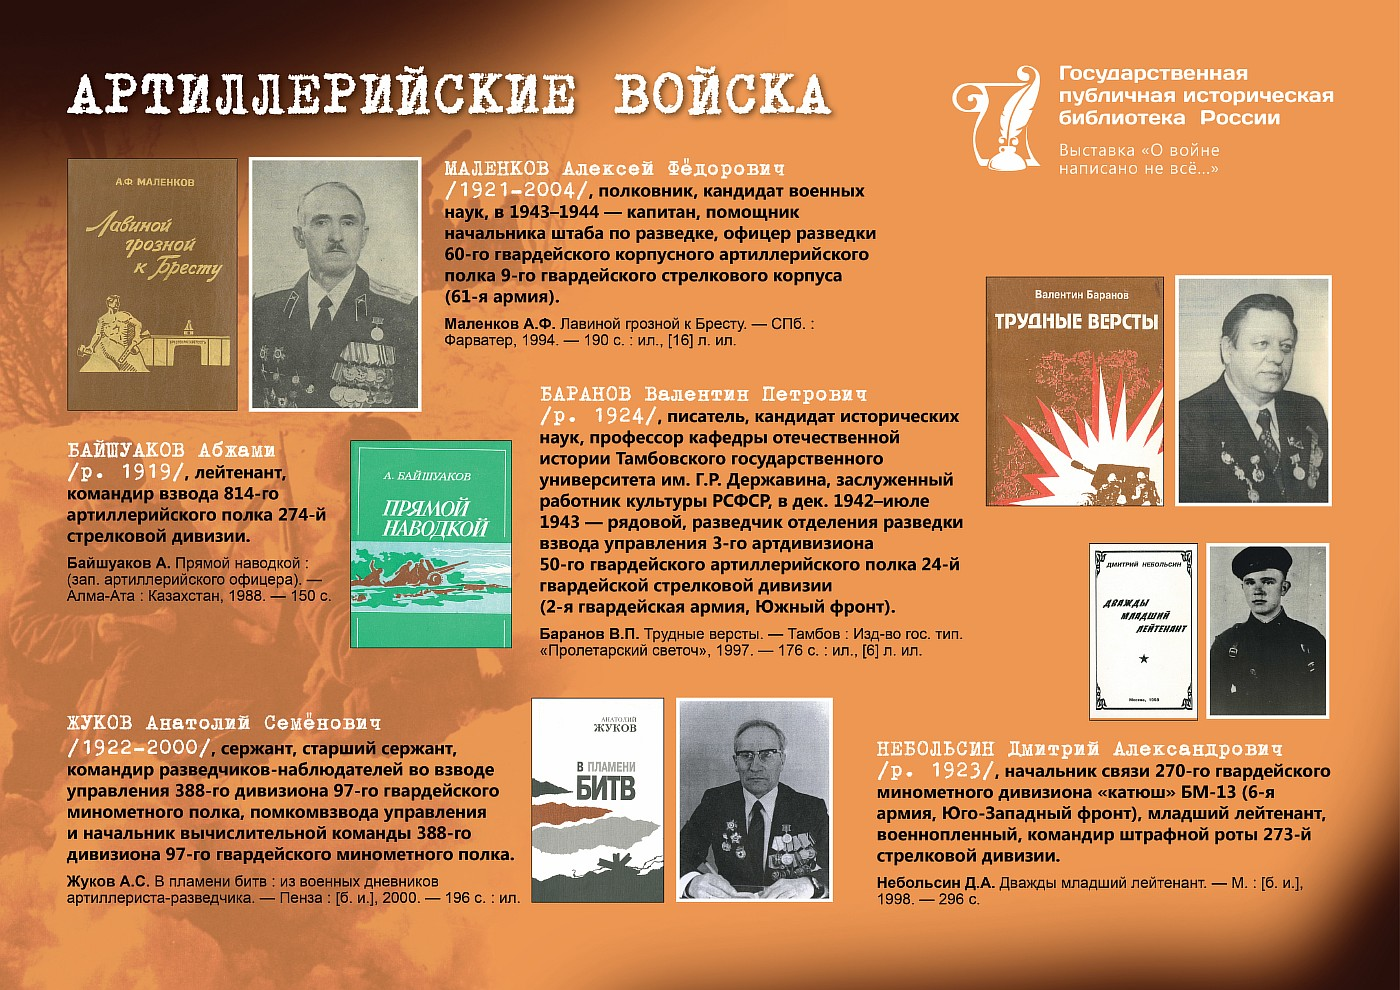 АРТИЛЛЕРИЙСКИЕ ВОЙСКА
Государственная
публичная историческая
библиотека России
Выставка «О войне
написано не всё...»
А.Ф. МАЛЕНКОВ
Лавиной
грозной
к Бресту
МАЛЕНКОВ Алексей Фёдорович
/1921-2004/, полковник, кандидат военных
наук, в 1943–1944 — капитан, помощник
начальника штаба по разведке, офицер разведки
60-го гвардейского корпусного артиллерийского
полка 9-го гвардейского стрелкового корпуса
(61-я армия).
Маленков А.Ф. Лавиной грозной к Бресту. — СПб. :
Фарватер, 1994. — 190 с. : ил., [16] л. ил.
Валентин Баранов
ТРУДНЫЕ ВЕРСТЫ
БАРАНОВ Валентин Петрович
/р. 1924/, писатель, кандидат исторических
наук, профессор кафедры отечественной
истории Тамбовского государственного
университета им. Г.Р. Державина, заслуженный
работник культуры РСФСР, в дек. 1942–июле
1943 — рядовой, разведчик отделения разведки
взвода управления 3-го артдивизиона
50-го гвардейского артиллерийского полка 24-й
гвардейской стрелковой дивизии
(2-я гвардейская армия, Южный фронт).
Баранов В.П. Трудные версты. — Тамбов : Изд-во гос. тип.
«Пролетарский светоч», 1997. — 176 с. : ил., [6] л. ил.
БАЙШУАКОВ Абжами
/р. 1919/, лейтенант,
командир взвода 814-го
артиллерийского полка 274-й
стрелковой дивизии.
Байшуаков А. Прямой наводкой :
(зап. артиллерийского офицера). —
Алма-Ата : Казахстан, 1988. — 150 с.
А. БАЙШУАКОВ
ПРЯМОЙ
НАВОДКОЙ
ДМИТРИЙ НЕБОЛЬСИН
ДВАЖДЫ
МЛАДШИЙ
ЛЕЙТЕНАНТ
Москва, 1998
ЖУКОВ Анатолий Семёнович
/1922-2000/, сержант, старший сержант,
командир разведчиков-наблюдателей во взводе
управления 388-го дивизиона 97-го гвардейского
минометного полка, помкомвзвода управления
и начальник вычислительной команды 388-го
дивизиона 97-го гвардейского минометного полка.
Жуков А.С. В пламени битв : из военных дневников
артиллериста-разведчика. — Пенза : [б. и.], 2000. — 196 с. : ил.
АНАТОЛИЙ
ЖУКОВ
В ПЛАМЕНИ
БИТВ
НЕБОЛЬСИН Дмитрий Александрович
/р. 1923/, начальник связи 270-го гвардейского
минометного дивизиона «катюш» БМ-13 (6-я
армия, Юго-Западный фронт), младший лейтенант,
военнопленный, командир штрафной роты 273-й
стрелковой дивизии.
Небольсин Д.А. Дважды младший лейтенант. — М. : [б. и.],
1998. — 296 с.